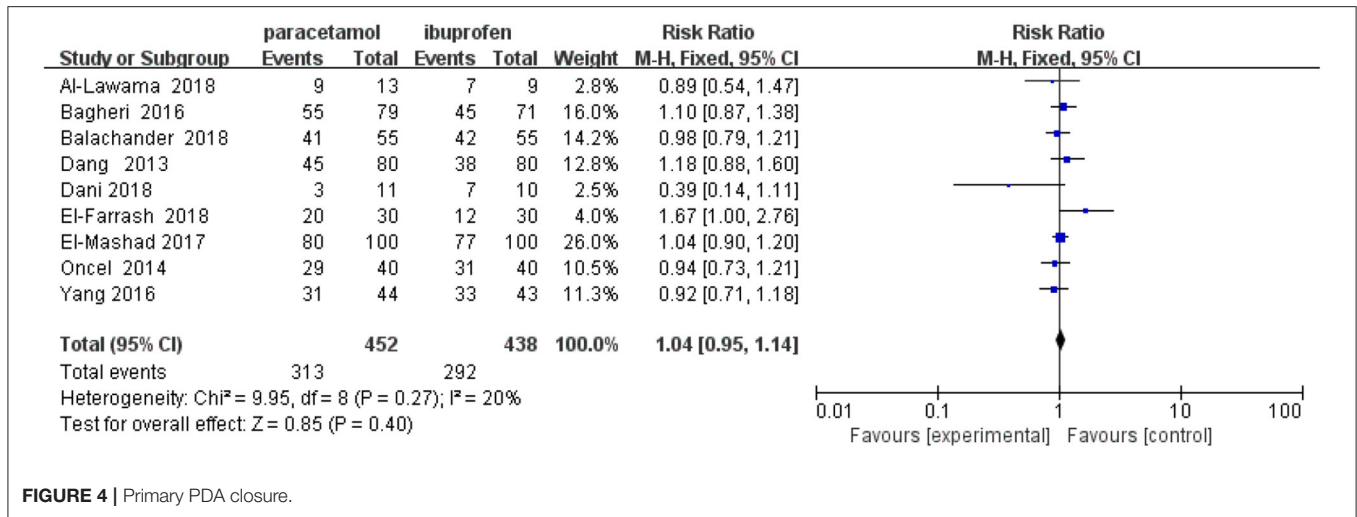 paracetamol ibuprofen Risk Ratio Risk Ratio
Study or Subgroup Events Total Events Total Weight M-H, Fixed, 95% CI M-H, Fixed, 95% CI
Al-Lawama 2018 9 13 7 9 2.8% 0.89 [0.54, 1.47]
Bagheri 2016 55 79 45 71 16.0% 1.10 [0.87, 1.38]
Balachander 2018 41 55 42 55 14.2% 0.98 [0.79, 1.21]
Dang 2013 45 80 38 80 12.8% 1.18 [0.88, 1.60]
Dani 2018 3 11 7 10 2.5% 0.39 [0.14, 1.11]
El-Farrash 2018 20 30 12 30 4.0% 1.67 [1.00, 2.76]
El-Mashad 2017 80 100 77 100 26.0% 1.04 [0.90, 1.20]
Oncel 2014 29 40 31 40 10.5% 0.94 [0.73, 1.21]
Yang 2016 31 44 33 43 11.3% 0.92 [0.71, 1.18]
Total (95% CI) 452 438 100.0% 1.04 [0.95, 1.14]
Total events 313 292
Heterogeneity: Chi² = 9.95, df = 8 (P = 0.27); I² = 20%
Test for overall effect: Z = 0.85 (P = 0.40)
0.01 0.1 1 10 100
Favours [experimental] Favours [control]
FIGURE 4 | Primary PDA closure.